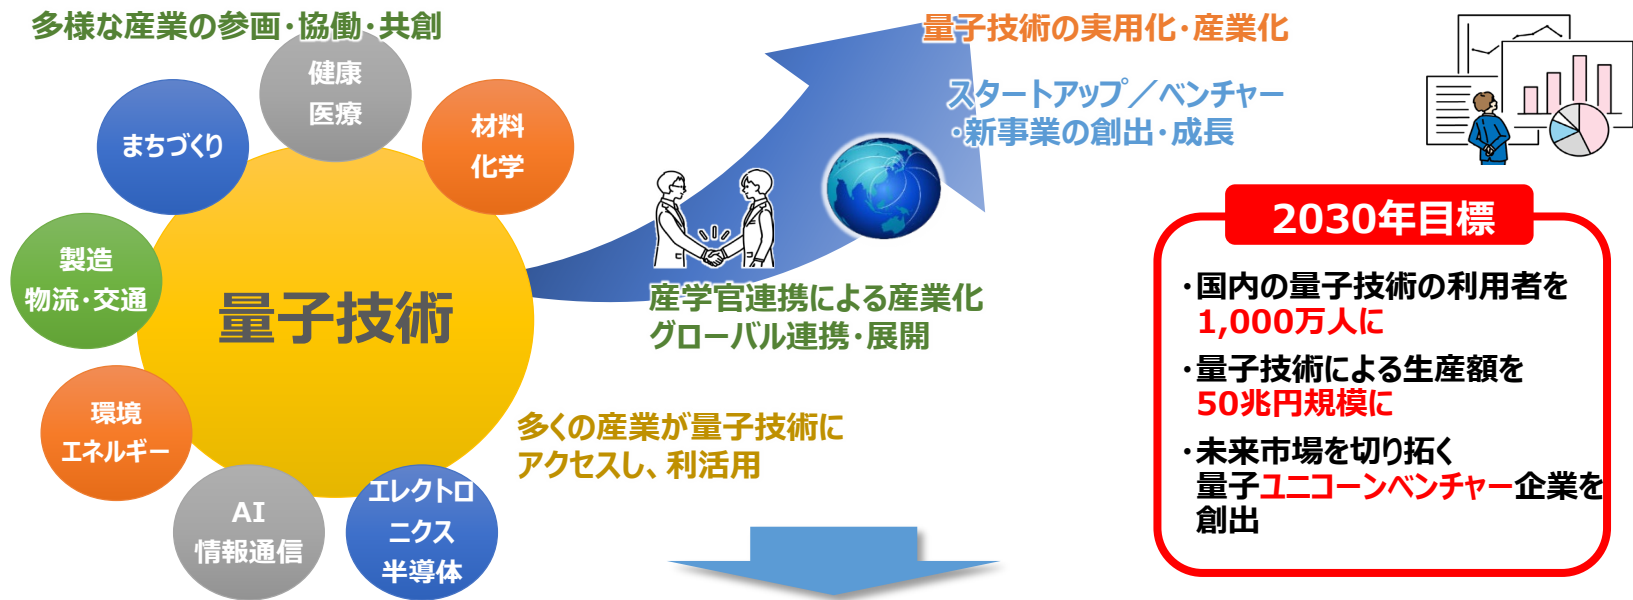 多様な産業の参画・協働・共創
健康
医療
まちづくり
材料
化学
製造
物流・交通
量子技術
環境
エネルギー
AI
情報通信
エレクトロ
ニクス
半導体
量子技術の実用化・産業化
スタートアップ／ベンチャー
・新事業の創出・成長
産学官連携による産業化
グローバル連携・展開
多くの産業が量子技術に
アクセスし、利活用
2030年目標
・国内の量子技術の利用者を
1,000万人に
・量子技術による生産額を
50兆円規模に
・未来市場を切り拓く
量子ユニコーンベンチャー企業を
創出